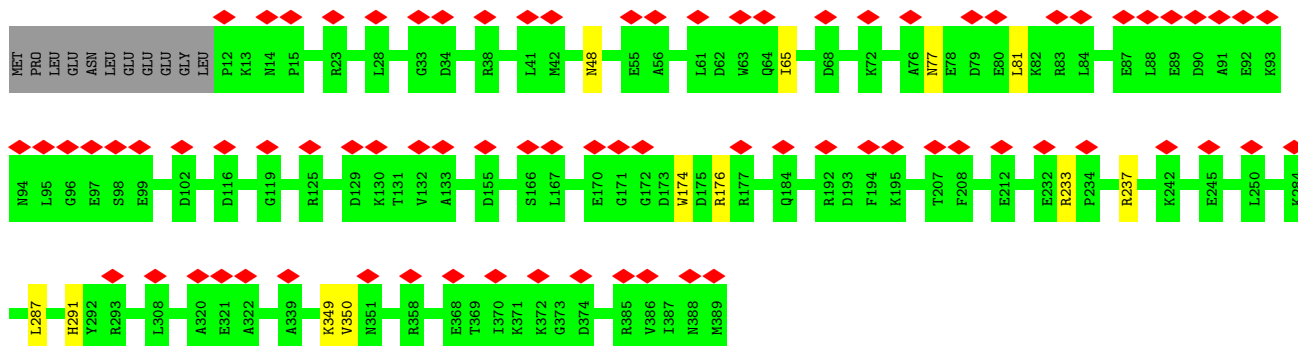 MET PRO LEU GLU ASN LEU GLU GLU GLU GLY LEU P12 K13 N14 P15 R23 L28 G33 D34 R38 L41 M42 N48 E55 A56 L61 D62 W63 Q64 I65 D68 K72 A76 N77 E78 D79 E80 L81 K82 R83 L84 E87 L88 E89 D90 A91 E92 K93
N94 L95 G96 E97 S98 E99 D102 D116 G119 R125 D129 K130 T131 V132 A133 D155 S166 L167 E170 G171 G172 D173 W174 D175 R176 R177 Q184 R192 D193 F194 K195 T207 F208 E212 E232 R233 P234 R237 K242 E245 L250 K284
L287 H291 Y292 R293 L308 A320 E321 A322 A339 K349 V350 N351 R358 E368 T369 I370 K371 K372 G373 D374 R385 V386 I387 N388 M389